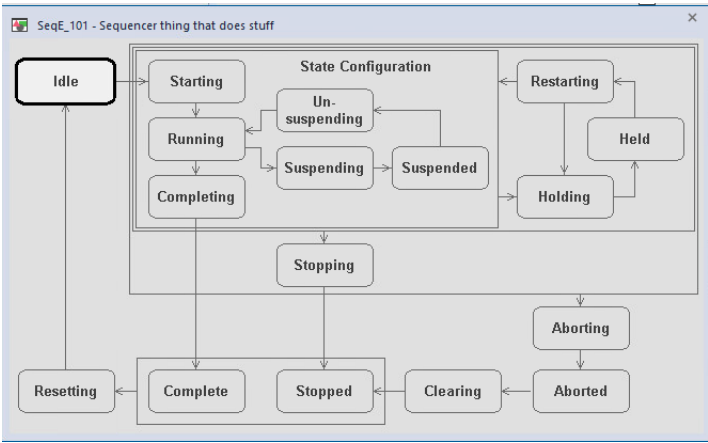 SeqE_101 - Sequencer thing that does stuff
State Configuration
Idle
Starting
Restarting
Un-
suspending
Running
Held
Suspending
Suspended
Completing
Holding
Stopping
Aborting
Resetting
Complete
Stopped
Clearing
Aborted